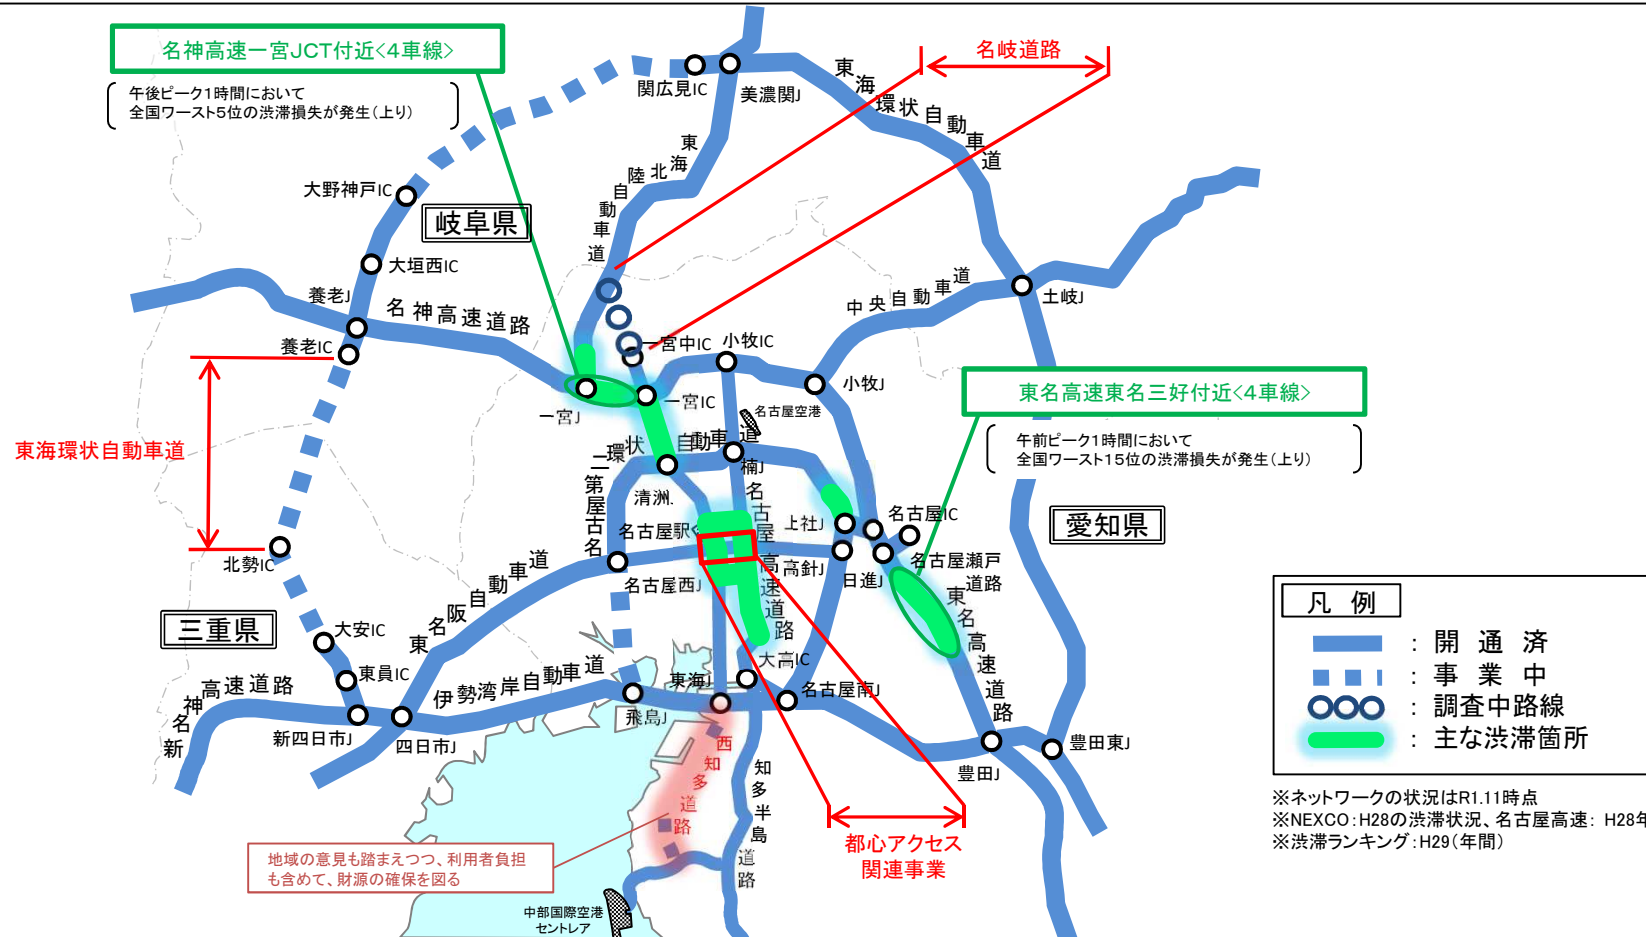 名神高速一宮JCT付近<4車線>
午後ピーク1時間において
全国ワースト5位の渋滞損失が発生(上り)
名岐道路
関広見IC
美濃関J
東海環状自動車道
東海北陸自動車道
大野神戸IC
岐阜県
大垣西IC
養老J
名神高速道路
養老IC
土岐J
中央自動車道
一宮中IC
小牧IC
小牧J
一宮J
一宮IC
名古屋空港
東名高速東名三好付近<4車線>
午前ピーク1時間において
全国ワースト15位の渋滞損失が発生(上り)
東海環状自動車道
名古屋第二環状自動車道
楠J
清洲
名古屋高速道路
名古屋駅
上社J
名古屋IC
愛知県
北勢IC
名古屋西J
高針J
日進J
名古屋瀬戸
道路
東名高速道路
三重県
大安IC
東員IC
東名阪自動車道
伊勢湾岸自動車道
大高IC
東海J
名古屋南J
飛島J
新名神高速道路
新四日市J
四日市J
豊田J
豊田東J
西知多道路
知多半島道路
都心アクセス
関連事業
地域の意見も踏まえつつ、利用者負担
も含めて、財源の確保を図る
中部国際空港
セントレア
凡 例
: 開 通 済
: 事 業 中
: 調査中路線
: 主な渋滞箇所
※ネットワークの状況はR1.11時点
※NEXCO:H28の渋滞状況、名古屋高速: H28年
※渋滞ランキング:H29(年間)